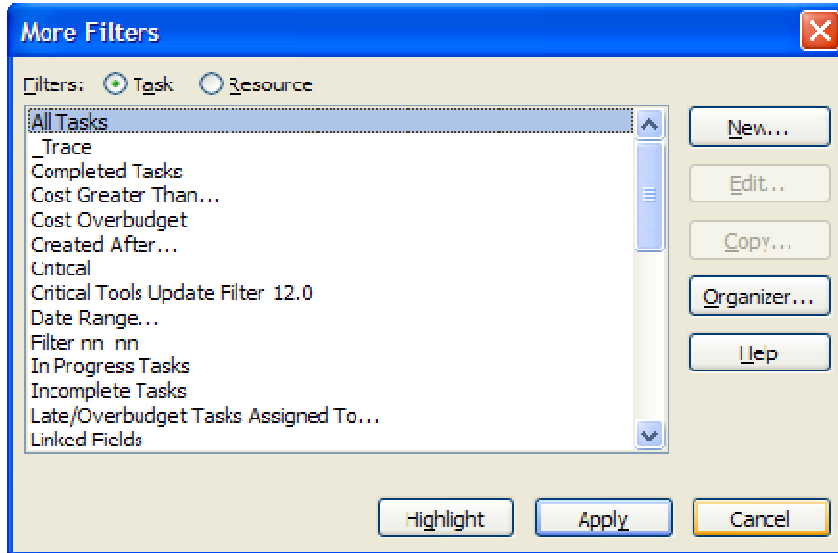 More Filters
Filters: Task Resource
All Tasks
_Trace
Completed Tasks
Cost Greater Than...
Cost Overbudget
Created After...
Critical
Critical Tools Update Filter 12.0
Date Range...
Filter nn nn
In Progress Tasks
Incomplete Tasks
Late/Overbudget Tasks Assigned To...
Linked Fields
New...
Edit...
Copy...
Organizer...
Help
Highlight Apply Cancel